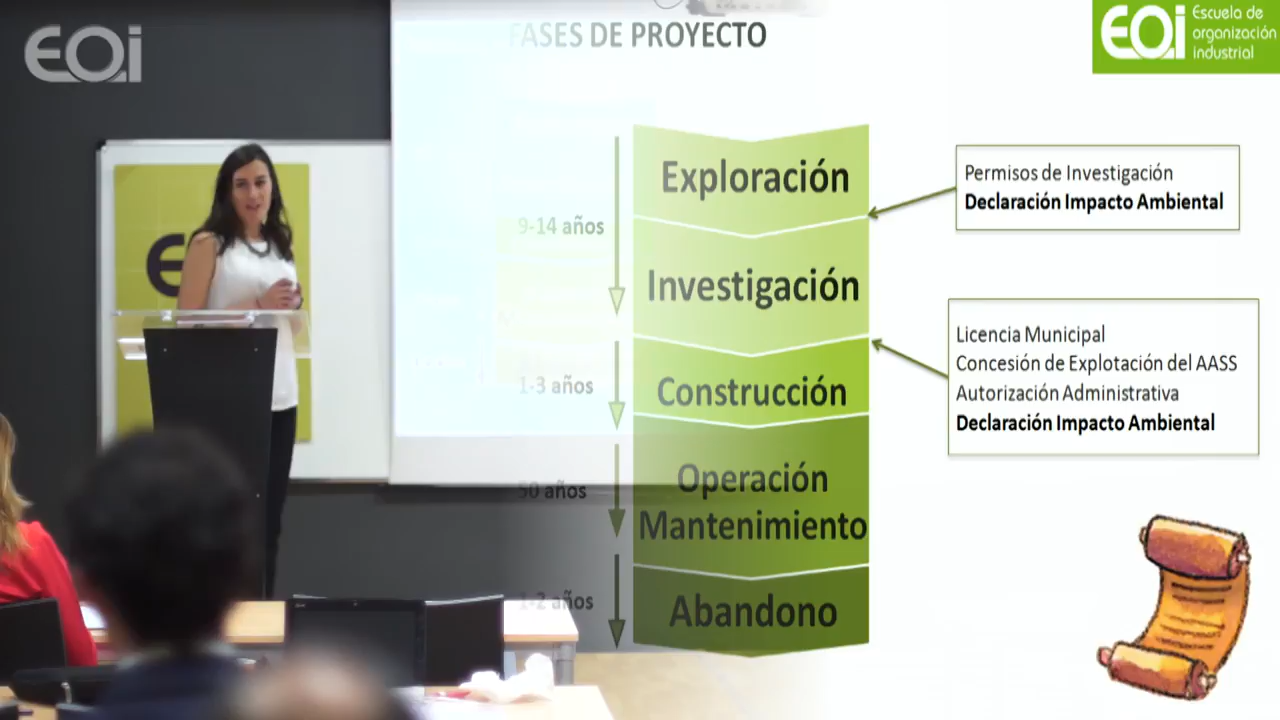 EOi
FASES DE PROYECTO
EOi
Escuela de
organización
industrial
Exploración
Permisos de Investigación
Declaración Impacto Ambiental
9-14 años
Investigación
Licencia Municipal
Concesión de Explotación del AASS
Autorización Administrativa
Declaración Impacto Ambiental
1-3 años
Construcción
50 años
Operación
Mantenimiento
1-2 años
Abandono